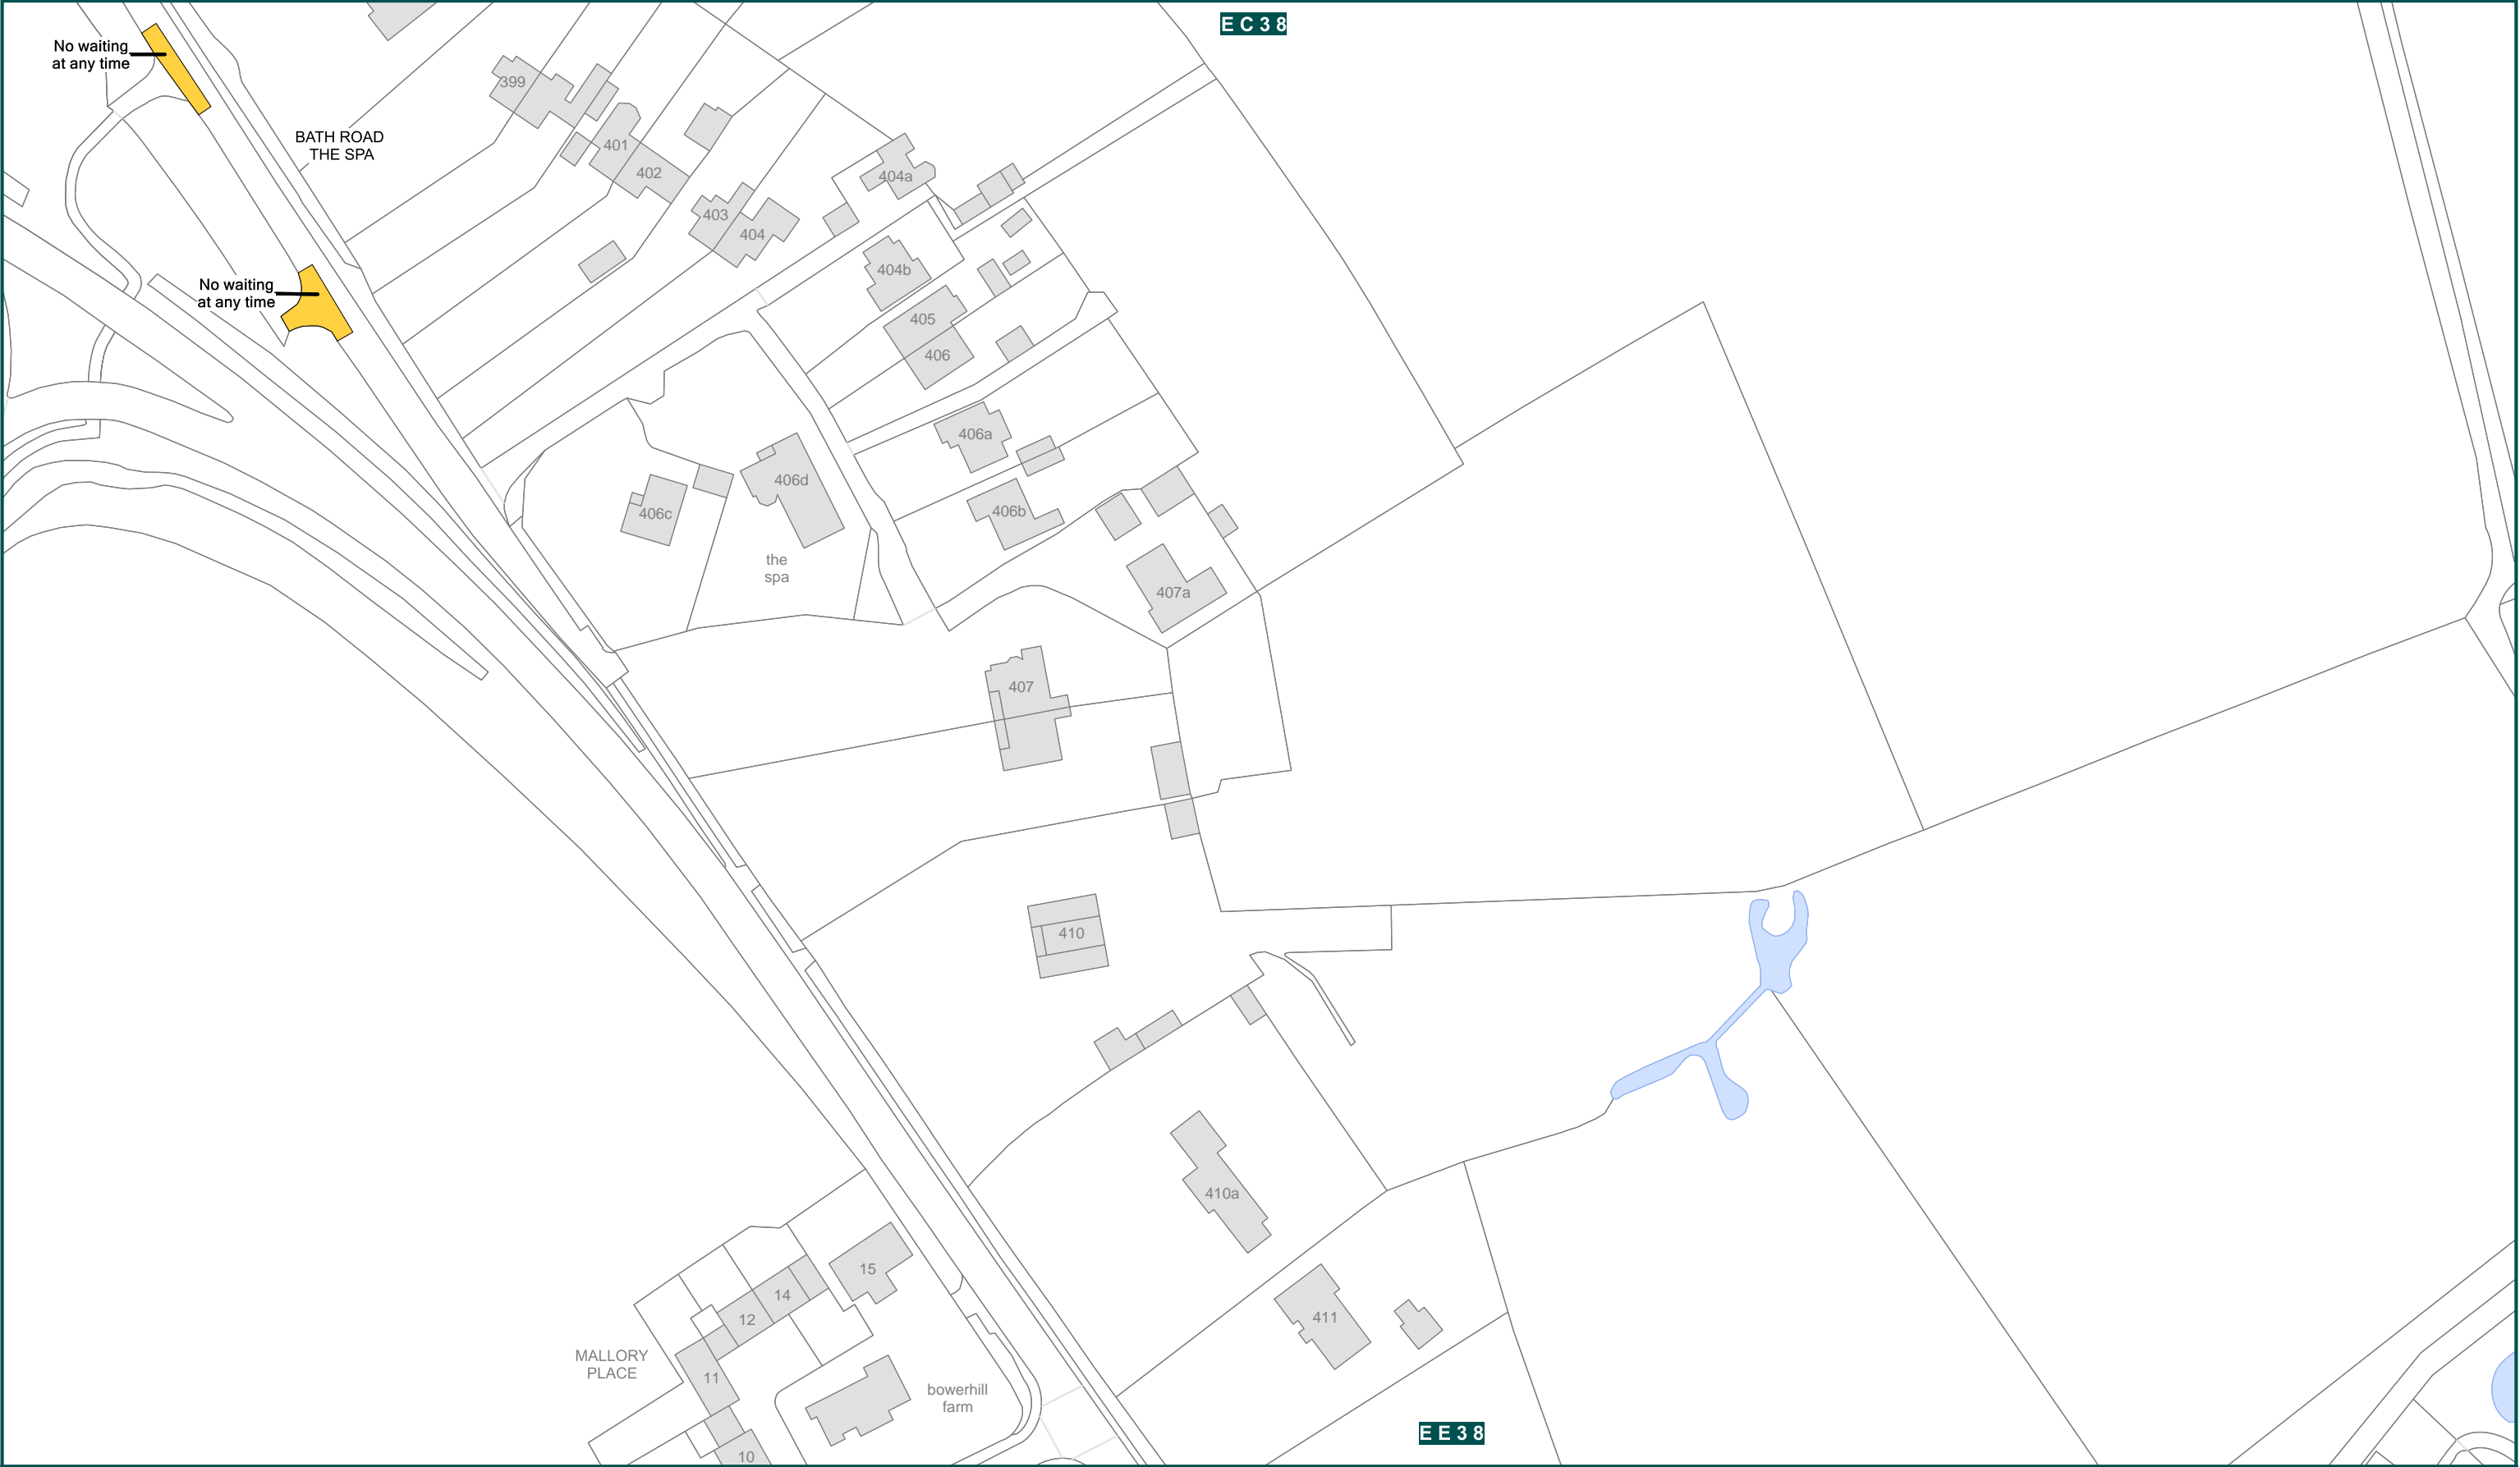 E C 3 8
No waiting
at any time
399
BATH ROAD
THE SPA
401
402
404a
403
404
404b
No waiting
at any time
405
406
406a
406d
406c
406b
the
spa
407a
407
410
410a
15
14
12
411
MALLORY
PLACE
11
bowerhill
farm
E E 3 8
10